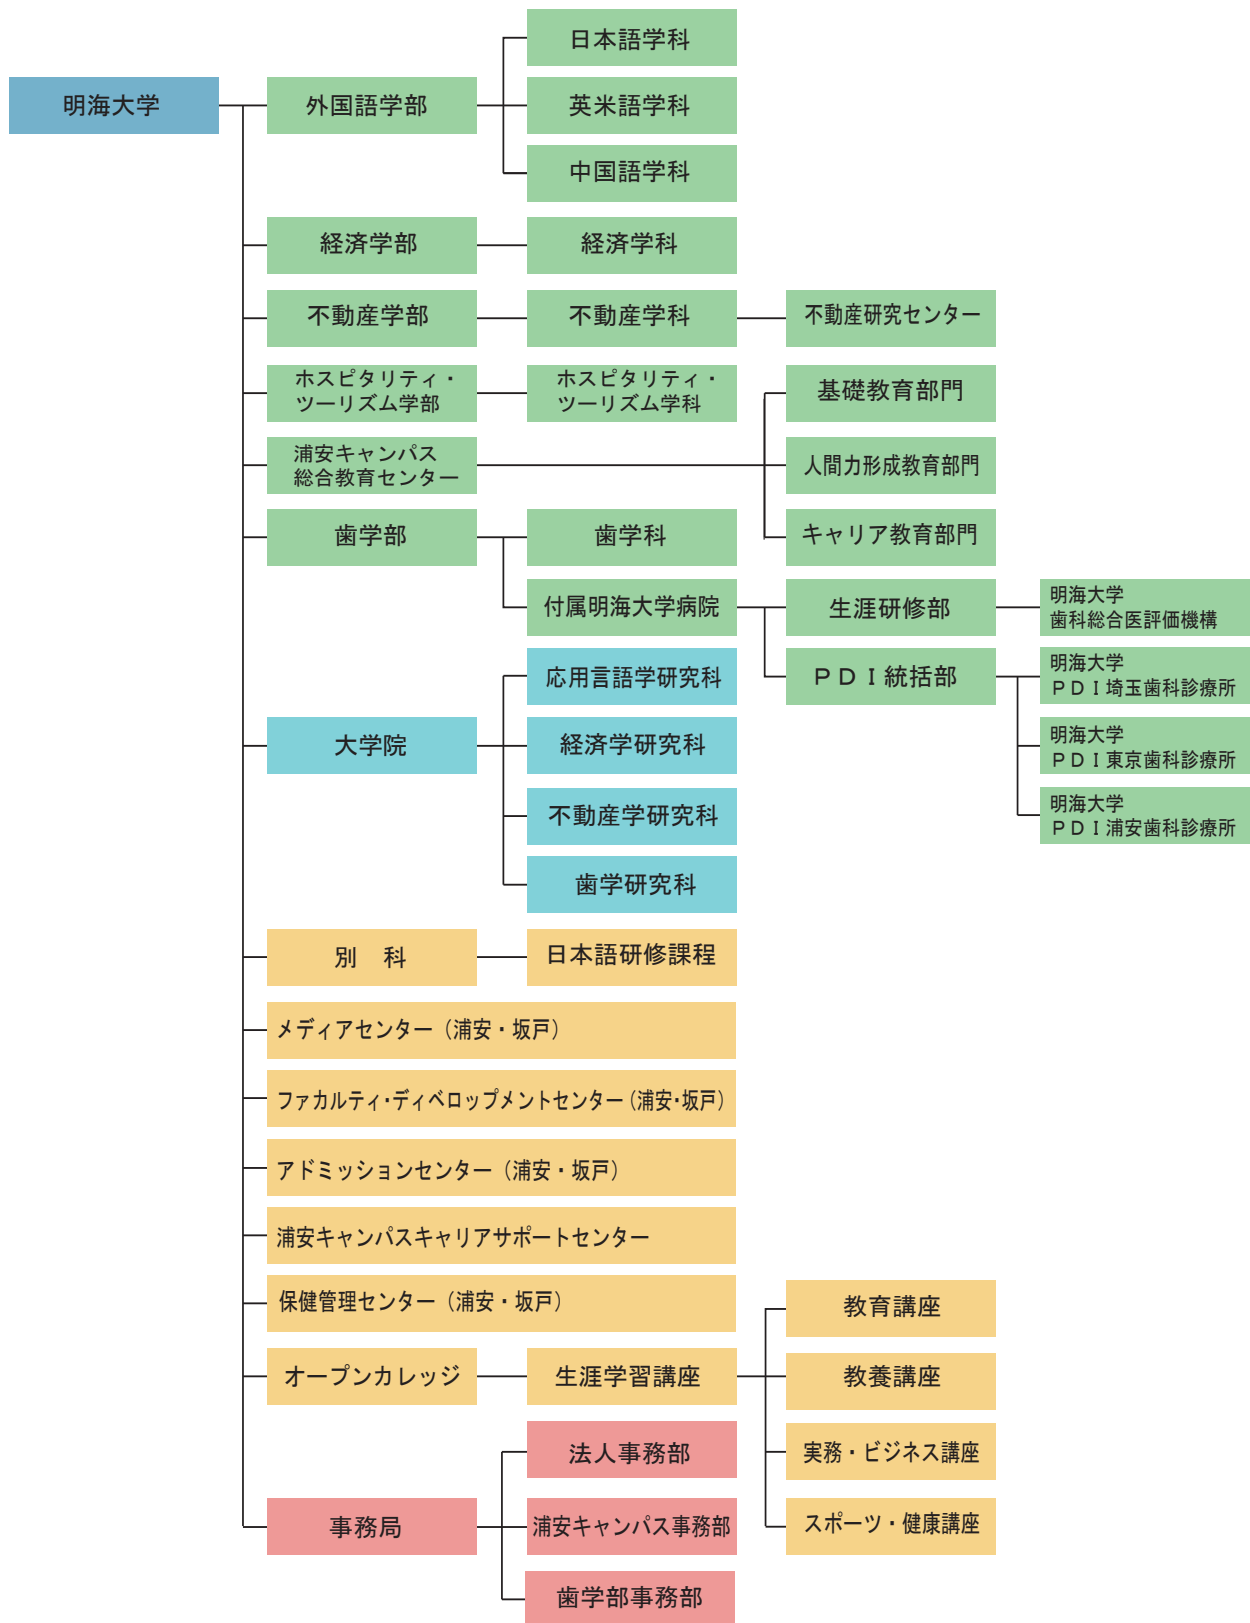 明海大学
外国語学部
日本語学科
英米語学科
中国語学科
経済学部
経済学科
不動産学部
不動産学科
不動産研究センター
ホスピタリティ・
ツーリズム学部
ホスピタリティ・
ツーリズム学科
浦安キャンパス
総合教育センター
基礎教育部門
人間力形成教育部門
キャリア教育部門
歯学部
歯学科
付属明海大学病院
生涯研修部
明海大学
歯科総合医評価機構
ＰＤＩ統括部
明海大学
ＰＤＩ埼玉歯科診療所
明海大学
ＰＤＩ東京歯科診療所
明海大学
ＰＤＩ浦安歯科診療所
大学院
応用言語学研究科
経済学研究科
不動産学研究科
歯学研究科
別　科
日本語研修課程
メディアセンター（浦安・坂戸）
ファカルティ・ディベロップメントセンター（浦安・坂戸）
アドミッションセンター（浦安・坂戸）
浦安キャンパスキャリアサポートセンター
保健管理センター（浦安・坂戸）
オープンカレッジ
生涯学習講座
教育講座
教養講座
実務・ビジネス講座
スポーツ・健康講座
事務局
法人事務部
浦安キャンパス事務部
歯学部事務部